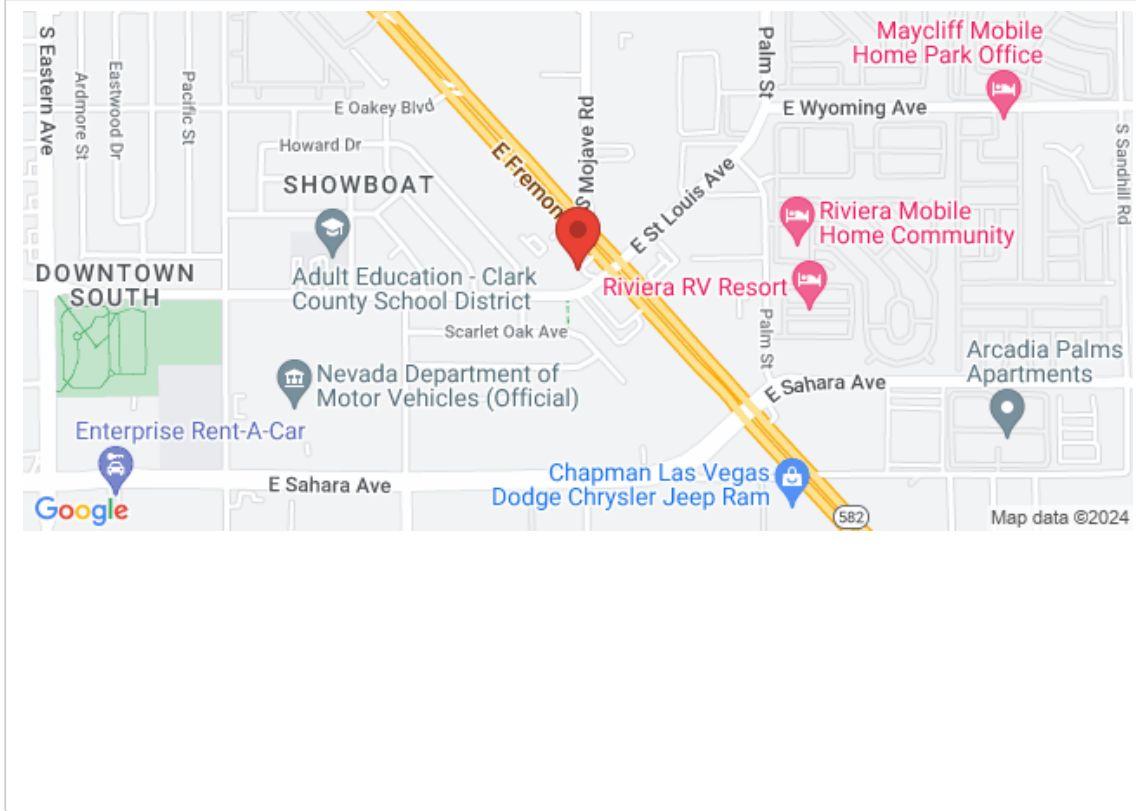 S Eastern Ave
Ardmore St
Eastwood Dr
Pacific St
E Oakey Blvd
Howard Dr
SHOWBOAT
E Fremon
S Mojave Rd
Palm St
Maycliff Mobile
Home Park Office
E Wyoming Ave
S Sandhill Rd
E St Louis Ave
Riviera Mobile
Home Community
DOWNTOWN
SOUTH
Adult Education - Clark
County School District
Riviera RV Resort
Scarlet Oak Ave
Palm St
Nevada Department of
Motor Vehicles (Official)
E Sahara Ave
Arcadia Palms
Apartments
Enterprise Rent-A-Car
E Sahara Ave
Chapman Las Vegas
Dodge Chrysler Jeep Ram
Google
582
Map data ©2024